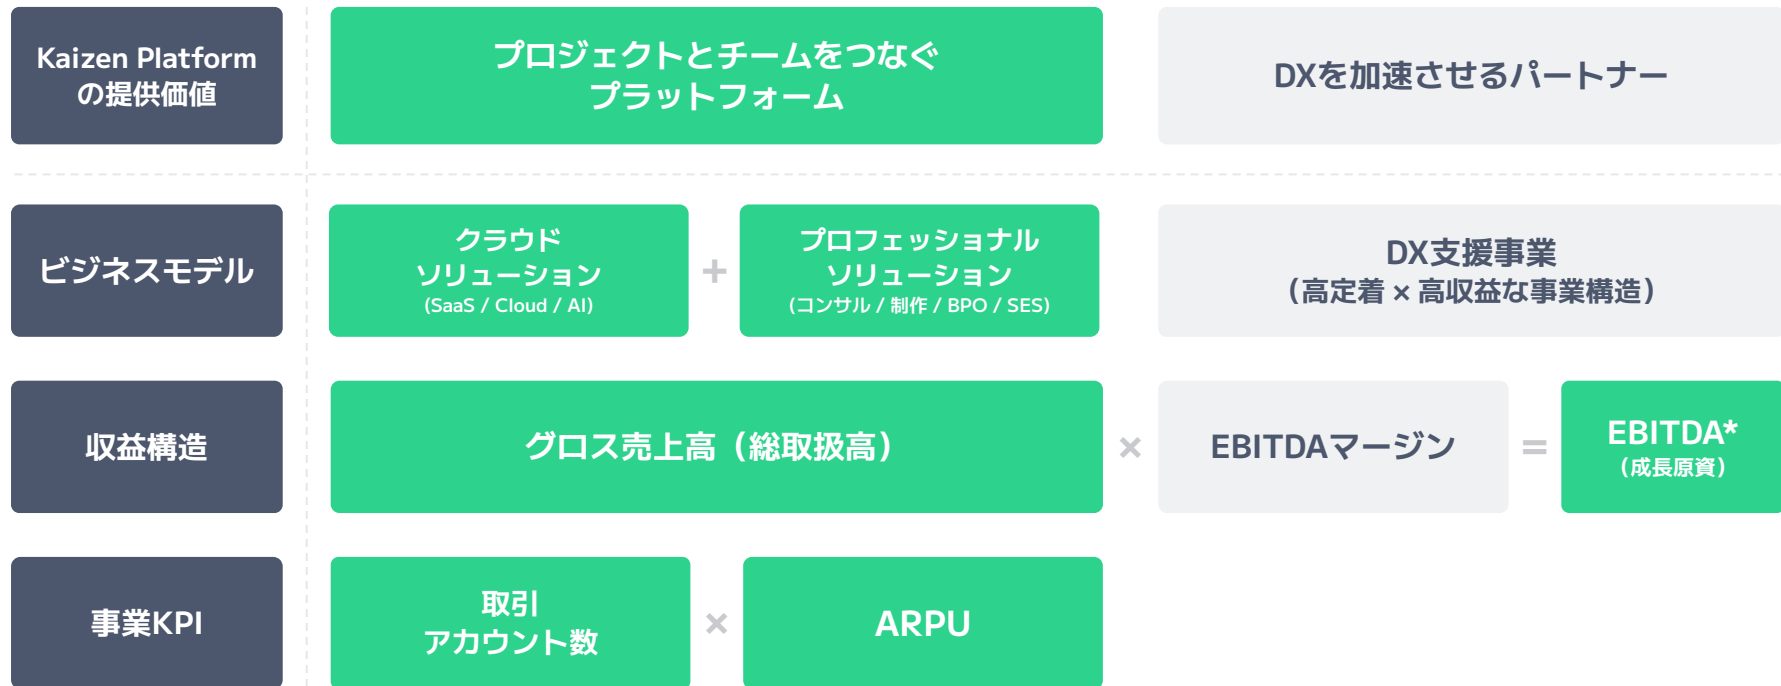 Kaizen Platform
の提供価値
プロジェクトとチームをつなぐ
プラットフォーム
DXを加速させるパートナー
ビジネスモデル
クラウド
ソリューション
(SaaS / Cloud / AI)
+
プロフェッショナル
ソリューション
(コンサル / 制作 / BPO / SES)
DX支援事業
（高定着 × 高収益な事業構造）
収益構造
グロス売上高（総取扱高）
×
EBITDAマージン
=
EBITDA*
（成長原資）
事業KPI
取引
アカウント数
×
ARPU